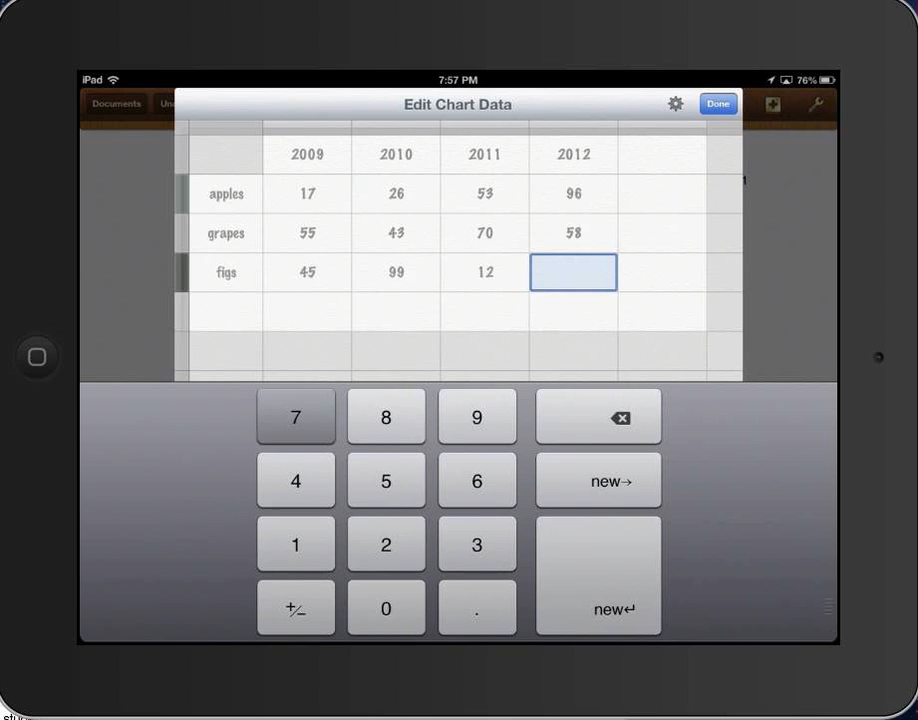 iPad 7:57 PM 76%
Documents Edit Chart Data Done
2009 2010 2011 2012
apples 17 26 53 96
grapes 55 43 70 58
figs 45 99 12
7 8 9
4 5 6 new→
1 2 3
+/− 0 . new↵